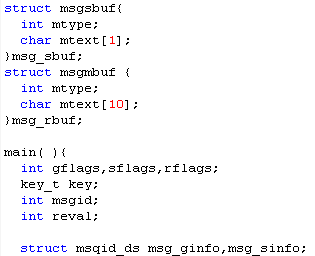 struct msgsbuf{
int mtype;
char mtext[1];
}msg_sbuf;
struct msgmbuf {
int mtype;
char mtext[10];
}msg_rbuf;
main( ){
int gflags,sflags,rflags;
key_t key;
int msgid;
int reval;
struct msqid_ds msg_ginfo,msg_sinfo;